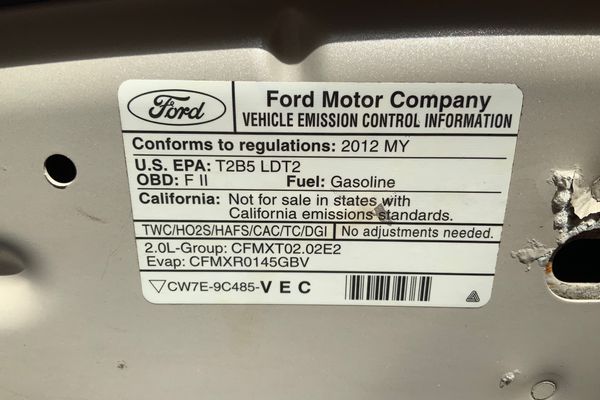 Ford
Ford Motor Company
VEHICLE EMISSION CONTROL INFORMATION
Conforms to regulations: 2012 MY
U.S. EPA: T2B5 LDT2
OBD: F II Fuel: Gasoline
California: Not for sale in states with
California emissions standards.
TWC/HO2S/HAFS/CAC/TC/DGI No adjustments needed.
2.0L-Group: CFMXT02.02E2
Evap: CFMXR0145GBV
▽CW7E-9C485-V E C